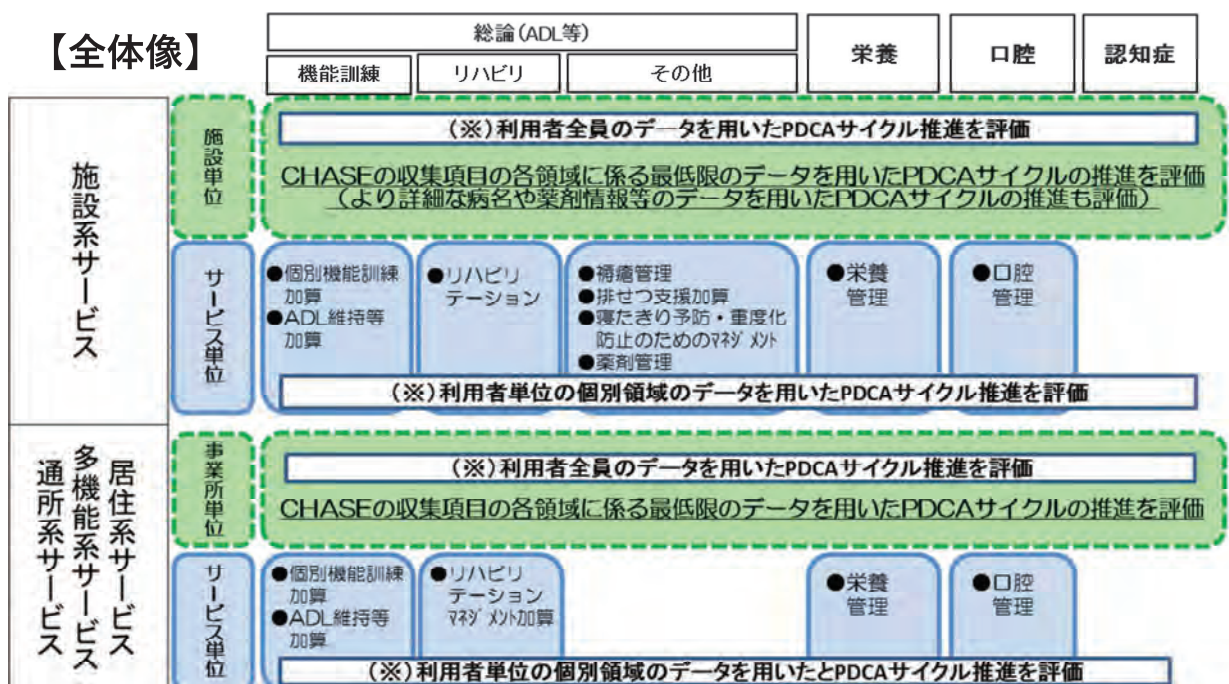 【全体像】
総論(ADL等)
機能訓練
リハビリ
その他
栄養
口腔
認知症
施設系サービス
施設単位
(※)利用者全員のデータを用いたPDCAサイクル推進を評価
CHASEの収集項目の各領域に係る最低限のデータを用いたPDCAサイクルの推進を評価
(より詳細な病名や薬剤情報等のデータを用いたPDCAサイクルの推進も評価)
サービス単位
●個別機能訓練
加算
●ADL維持等
加算
●リハビリ
テーション
●褥瘡管理
●排せつ支援加算
●寝たきり予防・重度化
防止のためのマネジメント
●薬剤管理
●栄養
管理
●口腔
管理
(※)利用者単位の個別領域のデータを用いたPDCAサイクル推進を評価
居住系サービス
多機能系サービス
通所系サービス
事業所単位
(※)利用者全員のデータを用いたPDCAサイクル推進を評価
CHASEの収集項目の各領域に係る最低限のデータを用いたPDCAサイクルの推進を評価
サービス単位
●個別機能訓練
加算
●ADL維持等
加算
●リハビリ
テーション
マネジメント加算
●栄養
管理
●口腔
管理
(※)利用者単位の個別領域のデータを用いたとPDCAサイクル推進を評価